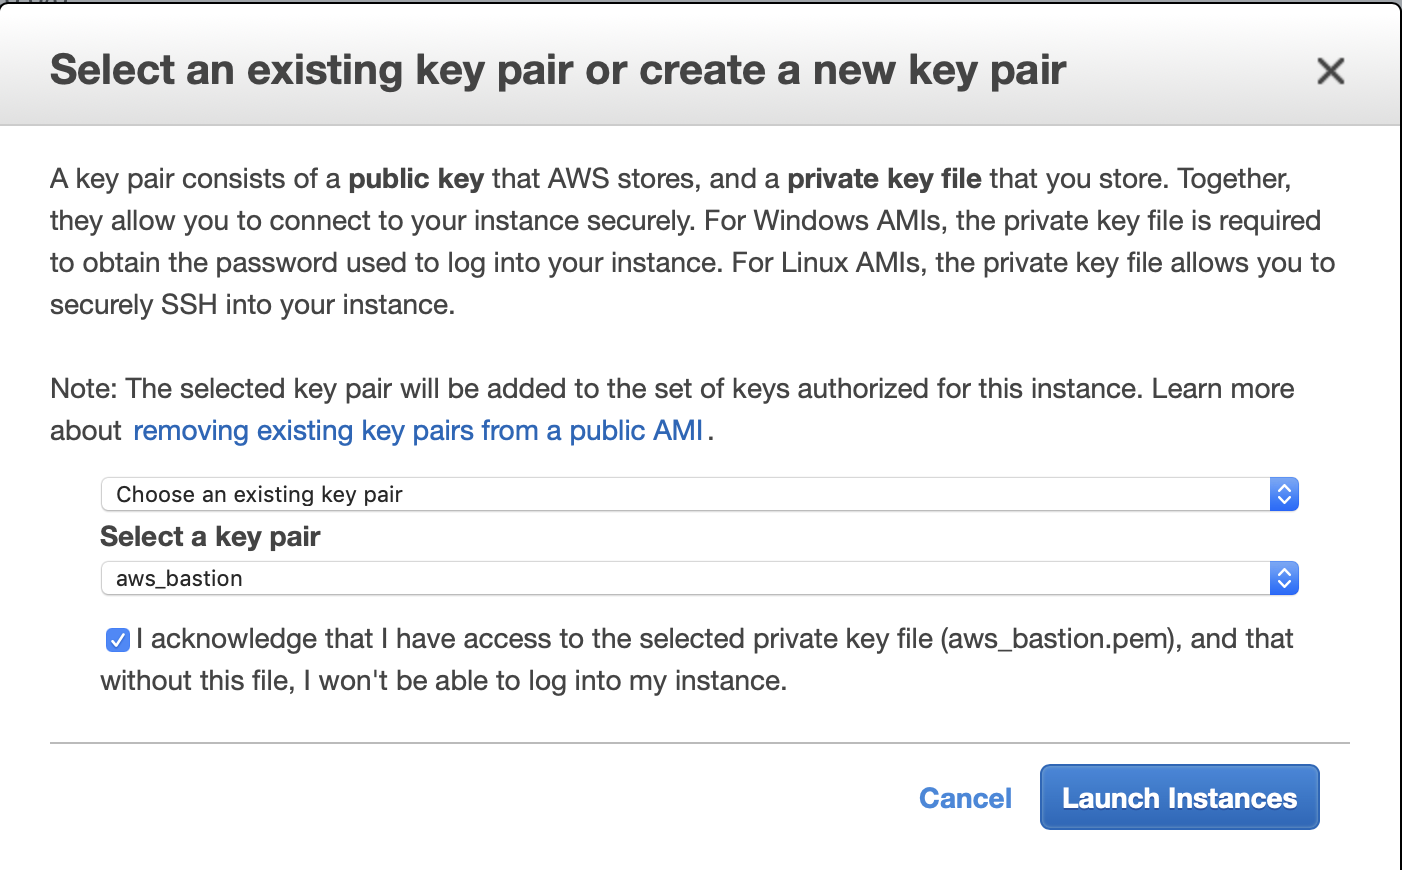 Select an existing key pair or create a new key pair
A key pair consists of a public key that AWS stores, and a private key file that you store. Together,
they allow you to connect to your instance securely. For Windows AMIs, the private key file is required
to obtain the password used to log into your instance. For Linux AMIs, the private key file allows you to
securely SSH into your instance.
Note: The selected key pair will be added to the set of keys authorized for this instance. Learn more
about removing existing key pairs from a public AMI .
Choose an existing key pair
Select a key pair
aws_bastion
I acknowledge that I have access to the selected private key file (aws_bastion.pem), and that
without this file, I won't be able to log into my instance.
Cancel
Launch Instances